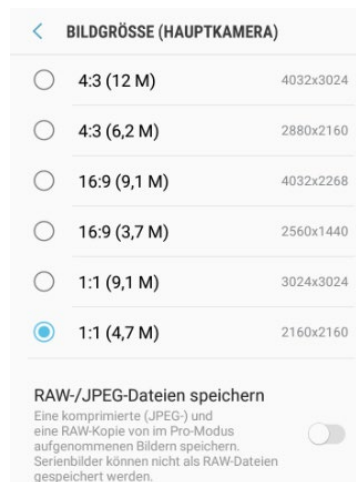 BILDGRÖSSE (HAUPTKAMERA)
4:3 (12 M) 4032x3024
4:3 (6,2 M) 2880x2160
16:9 (9,1 M) 4032x2268
16:9 (3,7 M) 2560x1440
1:1 (9,1 M) 3024x3024
1:1 (4,7 M) 2160x2160
RAW-/JPEG-Dateien speichern
Eine komprimierte (JPEG-) und
eine RAW-Kopie von im Pro-Modus
aufgenommenen Bildern speichern.
Serienbilder können nicht als RAW-Dateien
gespeichert werden.